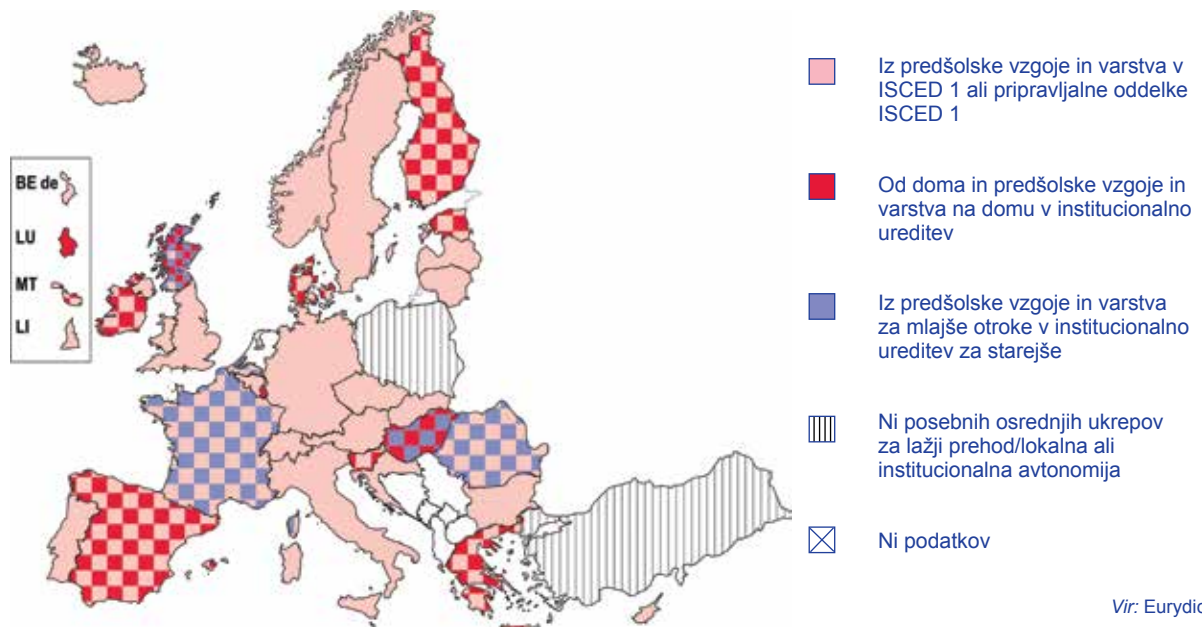 BE de
LU
MT
LI
Iz predšolske vzgoje in varstva v
ISCED 1 ali pripravljalne oddelke
ISCED 1
Od doma in predšolske vzgoje in
varstva na domu v institucionalno
ureditev
Iz predšolske vzgoje in varstva
za mlajše otroke v institucionalno
ureditev za starejše
Ni posebnih osrednjih ukrepov
za lažji prehod/lokalna ali
institucionalna avtonomija
Ni podatkov
Vir: Eurydic